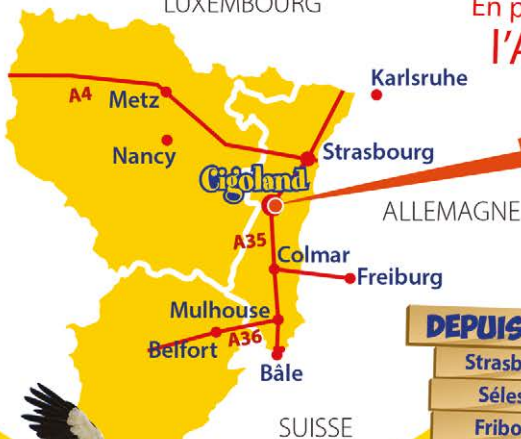 LUXEMBOURG
En p
l'A
Karlsruhe
A4
Metz
Nancy
Strasbourg
Cigoland
ALLEMAGNE
A35
Colmar
Freiburg
Mulhouse
A36
Belfort
Bâle
DEPUIS
Strasb
Séles
Fribo
SUISSE